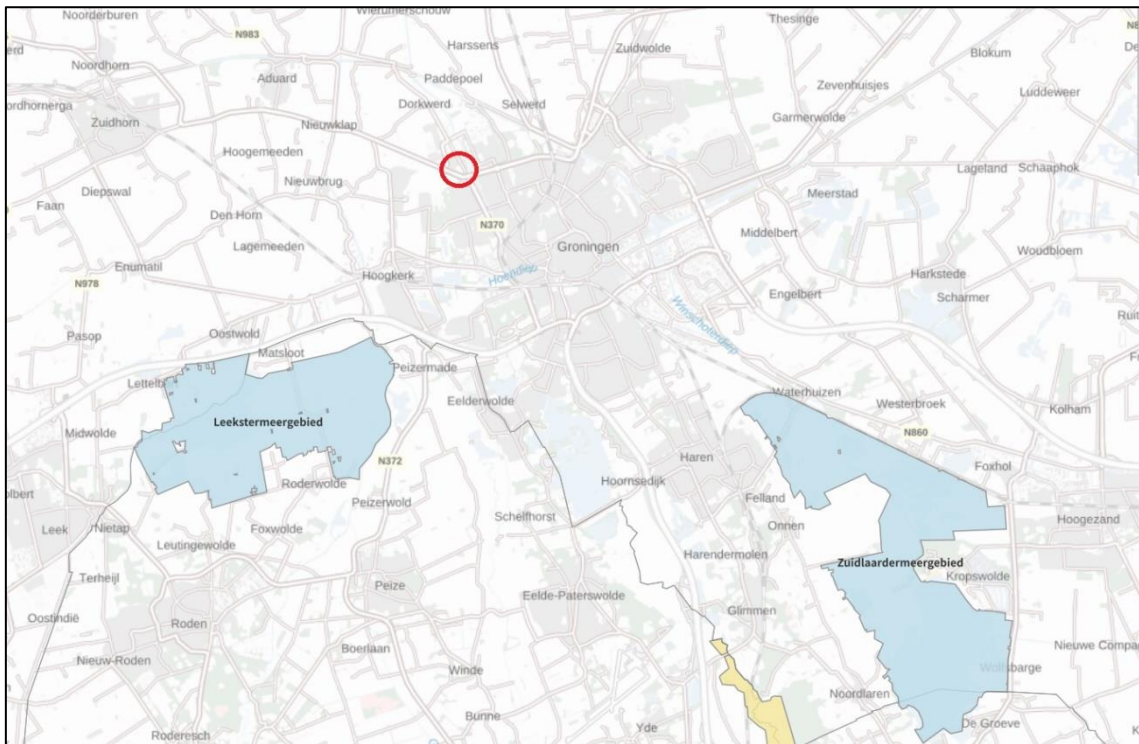 Noorderburen
Wierumerschouw
Thesinge
N983
Harssens
Zuidwolde
Blokum
Noordhorn
Aduard
Paddepoel
Zevenhuisjes
Luddeweer
Dorkwerd
Selwerd
Zuidhorn
Nieuwklap
Garmerwolde
Hoogemeeden
Lageland
Schaaphok
Diepswal
Nieuwbrug
Meerstad
Faan
Den Horn
N370
Middelbert
Lagemeeden
Groningen
Woudbloem
Enumatil
Hoogkerk
Hoendiep
Harkstede
N978
Engelbert
Scharmer
Winschoterdiep
Pasop
Oostwold
Matsloot
Peizermade
Eelderwolde
Waterhuizen
Westerbroek
Kolham
Leekstermeergebied
Midwolde
N860
N372
Haren
Foxhol
Roderwolde
Hoornsedijk
Peizerwold
Felland
Schelfhorst
Onnen
Hoogezand
Leek
Nietap
Foxwolde
Leutingewolde
Harendermolen
Zuidlaardermeergebied
Kropswolde
Terheijl
Peize
Eelde-Paterswolde
Glimmen
Oostindië
Roden
Boerlaan
Nieuwe Compa
Nieuw-Roden
Winde
Wolfsbarge
Noordlaren
Bunne
Roderesch
Yde
De Groeve